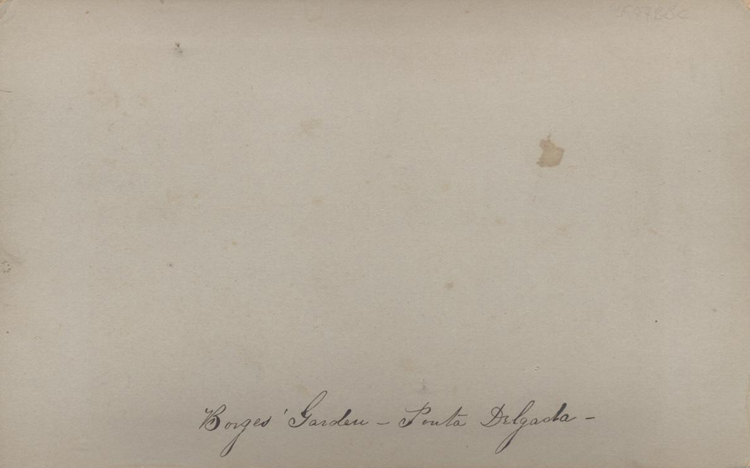 Borges' Garden – Ponta Delgada –